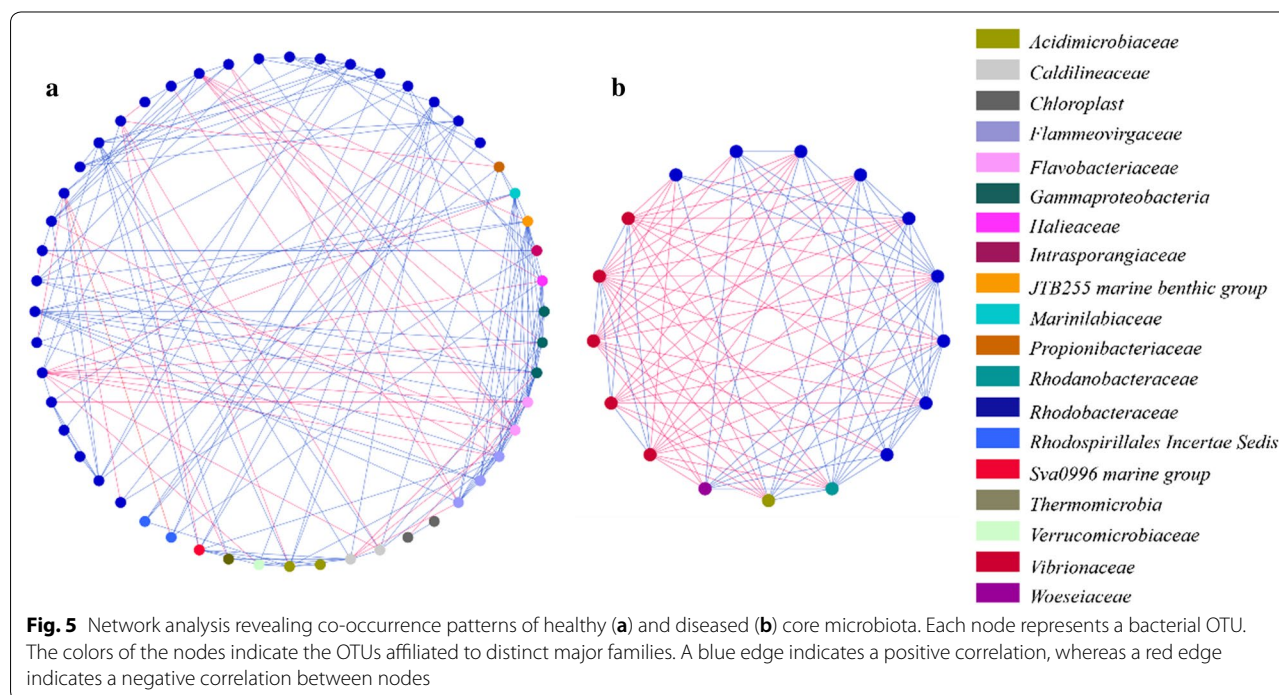 a
b
Acidimicrobiaceae
Caldilineaceae
Chloroplast
Flammeovirgaceae
Flavobacteriaceae
Gammaproteobacteria
Halieaceae
Intrasporangiaceae
JTB255 marine benthic group
Marinilabiaceae
Propionibacteriaceae
Rhodanobacteraceae
Rhodobacteraceae
Rhodospirillales Incertae Sedis
Sva0996 marine group
Thermomicrobia
Verrucomicrobiaceae
Vibrionaceae
Woeseiaceae
Fig. 5 Network analysis revealing co-occurrence patterns of healthy (a) and diseased (b) core microbiota. Each node represents a bacterial OTU.
The colors of the nodes indicate the OTUs affiliated to distinct major families. A blue edge indicates a positive correlation, whereas a red edge
indicates a negative correlation between nodes